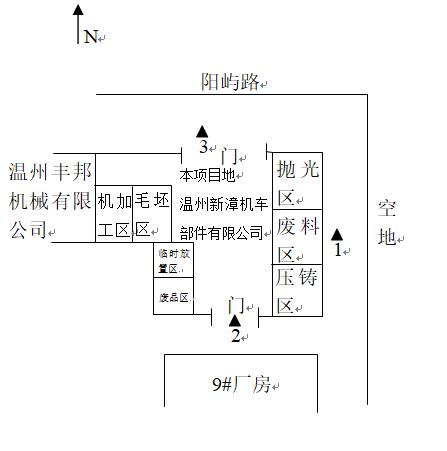 N
阳屿路
3
门
温州丰邦
机械有限
公司
机加
工区
毛坯
区
本项目地
温州新漳机车
部件有限公司
抛光
区
废料
区
压铸
区
1
空
地
临时放
置区
废品区
门
2
9#厂房